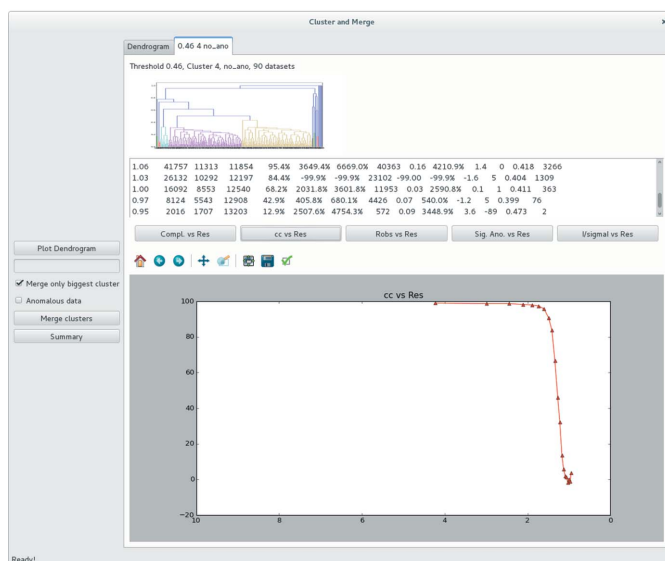 Cluster and Merge
Dendrogram 0.46 4 no_ano
Threshold 0.46, Cluster 4, no_ano, 90 datasets
1.06 41757 11313 11854 95.4% 3649.4% 6669.0% 40363 0.16 4210.9% 1.4 0 0.418 3266
1.03 26132 10292 12197 84.4% -99.9% -99.9% 23102 -99.00 -99.9% -1.6 5 0.404 1309
1.00 16092 8553 12540 68.2% 2031.8% 3601.8% 11953 0.03 2590.8% 0.1 1 0.411 363
0.97 8124 5543 12908 42.9% 405.8% 680.1% 4426 0.07 540.0% -1.2 5 0.399 76
0.95 2016 1707 13203 12.9% 2507.6% 4754.3% 572 0.09 3448.9% 3.6 -89 0.473 2
Compl. vs Res cc vs Res Robs vs Res Sig. Ano. vs Res I/sigmaI vs Res
Plot Dendrogram
Merge only biggest cluster
Anomalous data
Merge clusters
Summary
cc vs Res
100
80
60
40
20
0
−20
10 8 6 4 2 0
Ready!